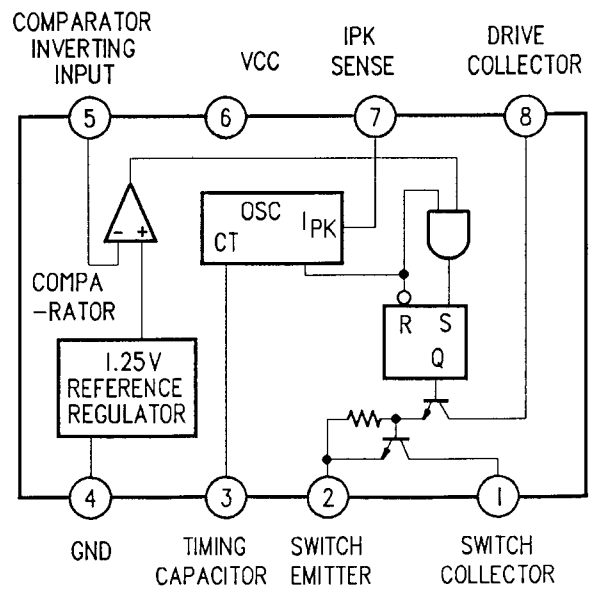 COMPARATOR
INVERTING
INPUT
VCC
IPK
SENSE
DRIVE
COLLECTOR
5
6
7
8
OSC
IPK
CT
- +
COMPA
-RATOR
R S
Q
1.25V
REFERENCE
REGULATOR
4
3
2
1
GND
TIMING
CAPACITOR
SWITCH
EMITTER
SWITCH
COLLECTOR